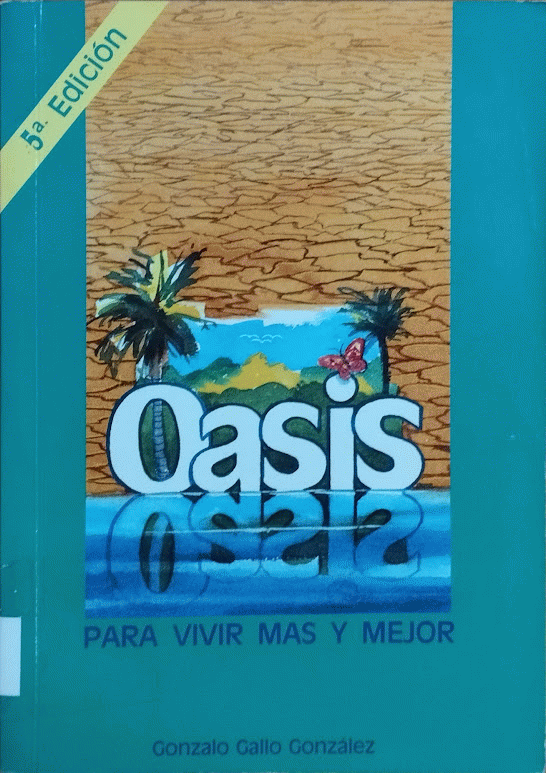 5a. Edición
Oasis
PARA VIVIR MAS Y MEJOR
Gonzalo Gallo González